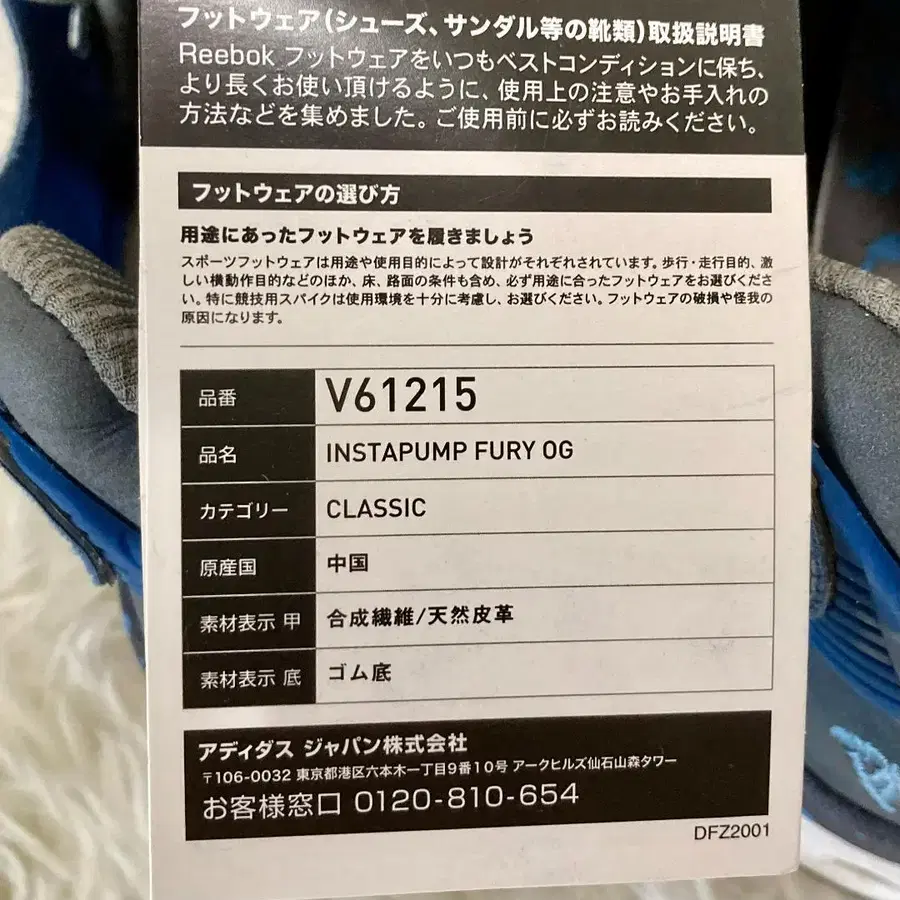 フットウェア(シューズ、サンダル等の靴類)取扱説明書
Reebok フットウェアをいつもベストコンディションに保ち、
より長くお使い頂けるように、使用上の注意やお手入れの
方法などを集めました。ご使用前に必ずお読みください。
フットウェアの選び方
用途にあったフットウェアを履きましょう
スポーツフットウェアは用途や使用目的によって設計がそれぞれされています。歩行・走行目的、激
しい横動作目的などのほか、床、路面の条件も含め、必ず用途に合ったフットウェアをお選びくださ
い。特に競技用スパイクは使用環境を十分に考慮し、お選びください。フットウェアの破損や怪我の
原因になります。
品番 V61215
品名 INSTAPUMP FURY OG
カテゴリー CLASSIC
原産国 中国
素材表示 甲 合成繊維/天然皮革
素材表示 底 ゴム底
アディダス ジャパン株式会社
〒106-0032 東京都港区六本木一丁目9番10号 アークヒルズ仙石山森タワー
お客様窓口 0120-810-654
DFZ2001